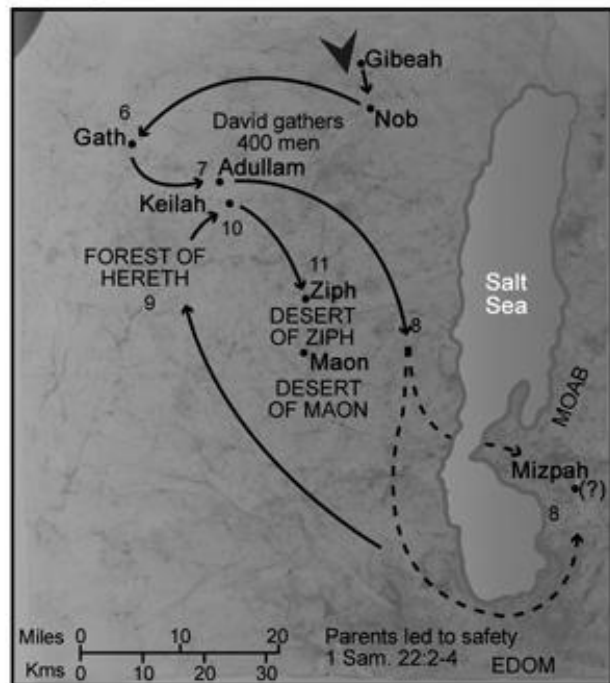 Gibeah
Nob
6
Gath
David gathers
400 men
7
Adullam
Keilah
10
FOREST OF
HERETH
9
11
Ziph
DESERT
OF ZIPH
Maon
DESERT
OF MAON
8
Salt
Sea
MOAB
Mizpah
(?)
8
Miles 0 10 20
Kms 0 10 20 30
Parents led to safety
1 Sam. 22:2-4
EDOM